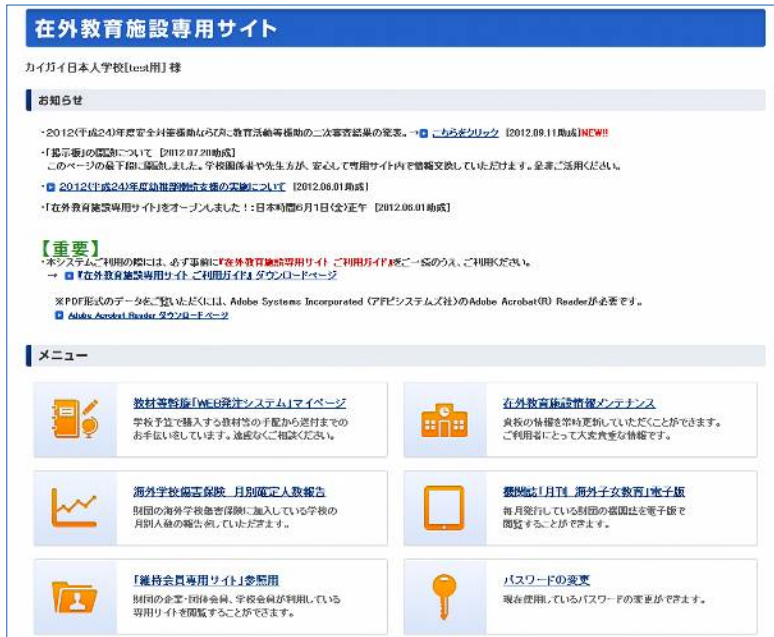 在外教育施設専用サイト
カイガイ日本人学校[test用] 様
お知らせ
・2012(平成24)年度安全対策援助ならびに教育活動等援助の二次審査結果の発表。→ こちらをクリック [2012.09.11 ]NEW!!
・「掲示板」の開設について [2012.07.20 ]
このページの最下段に開設しました。学校関係者や先生方が、安心して専用サイト内で情報交換していただけます。是非ご活用ください。
・ 2012(平成24)年度幼稚部 支援の実施について [2012.06.01 ]
・「在外教育施設専用サイト」をオープンしました！：日本時間6月1日(金)正午 [2012.06.01 ]
【重要】
・本システムご利用の際には、必ず事前に『在外教育施設専用サイト ご利用ガイド』をご一読のうえ、ご利用ください。
→ 『在外教育施設専用サイト ご利用ガイド』 ダウンロードページ
※PDF形式のデータをご覧いただくには、Adobe Systems Incorporated (アドビシステムズ社)のAdobe Acrobat(R) Readerが必要です。
Adobe Acrobat Reader ダウンロードページ
メニュー
教材等斡旋「WEB発注システム」マイページ
学校予算で購入する教材等の手配から送付までの
お手伝いをしています。遠慮なくご相談ください。
在外教育施設情報メンテナンス
貴校の情報を常時更新していただくことができます。
ご利用者にとって大変貴重な情報です。
海外学校傷害保険 月別確定人数報告
財団の海外学校傷害保険に加入している学校の
月別人数の報告をしていただきます。
機関誌「月刊 海外子女教育」電子版
毎月発行している財団の機関誌を電子版で
閲覧することができます。
「維持会員専用サイト」参照用
財団の企業・団体会員、学校会員が利用している
専用サイトを閲覧することができます。
パスワードの変更
現在使用しているパスワードの変更ができます。